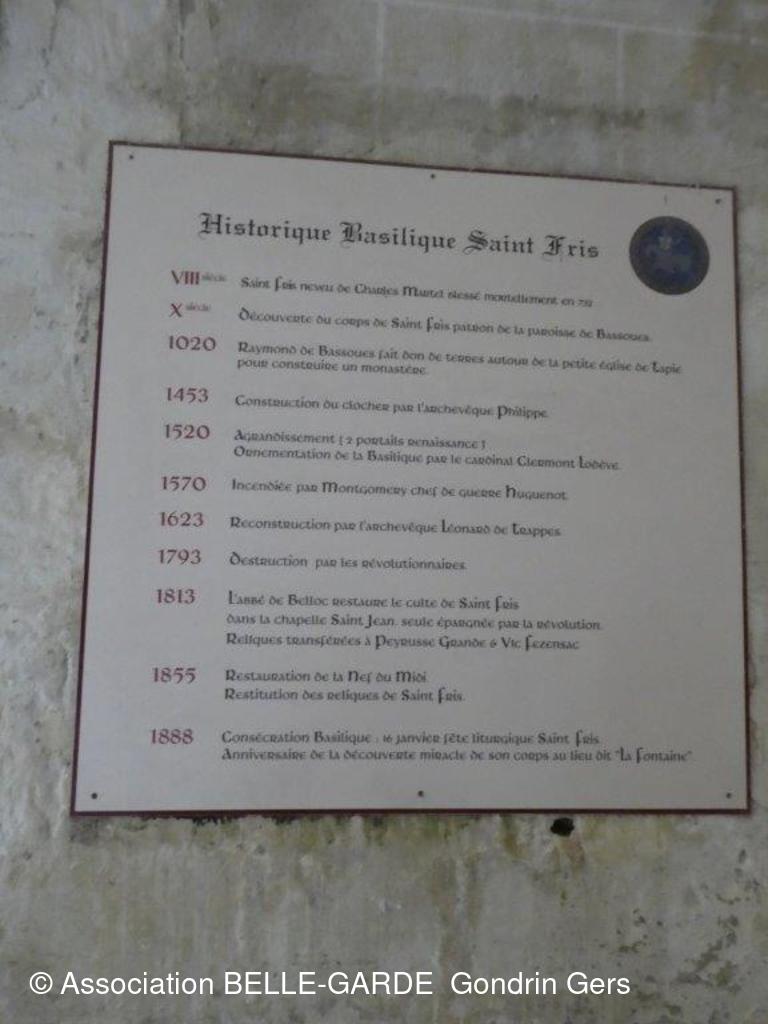 Historique Basilique Saint Fris
VIII siècle Saint Fris neveu de Charles Martel blessé mortellement en 732
X siècle Découverte du corps de Saint Fris patron de la paroisse de Bassoues.
1020 Raymond de Bassoues fait don de terres autour de la petite église de Lapie
pour construire un monastère.
1453 Construction du clocher par l'archevêque Philippe.
1520 Agrandissement ( 2 portails renaissance )
Ornementation de la Basilique par le cardinal Clermont Lodève.
1570 Incendiée par Montgomery chef de guerre Huguenot.
1623 Reconstruction par l'archevêque Léonard de Trappes.
1793 Destruction par les révolutionnaires.
1813 L'abbé de Belloc restaure le culte de Saint Fris
dans la chapelle Saint Jean, seule épargnée par la révolution.
Reliques transférées à Peyrusse Grande & Vic Fezensac
1855 Restauration de la Nef du Midi.
Restitution des reliques de Saint Fris.
1888 Consécration Basilique : 16 janvier fête liturgique Saint Fris.
Anniversaire de la découverte miracle de son corps au lieu dit "La Fontaine"
© Association BELLE-GARDE Gondrin Gers